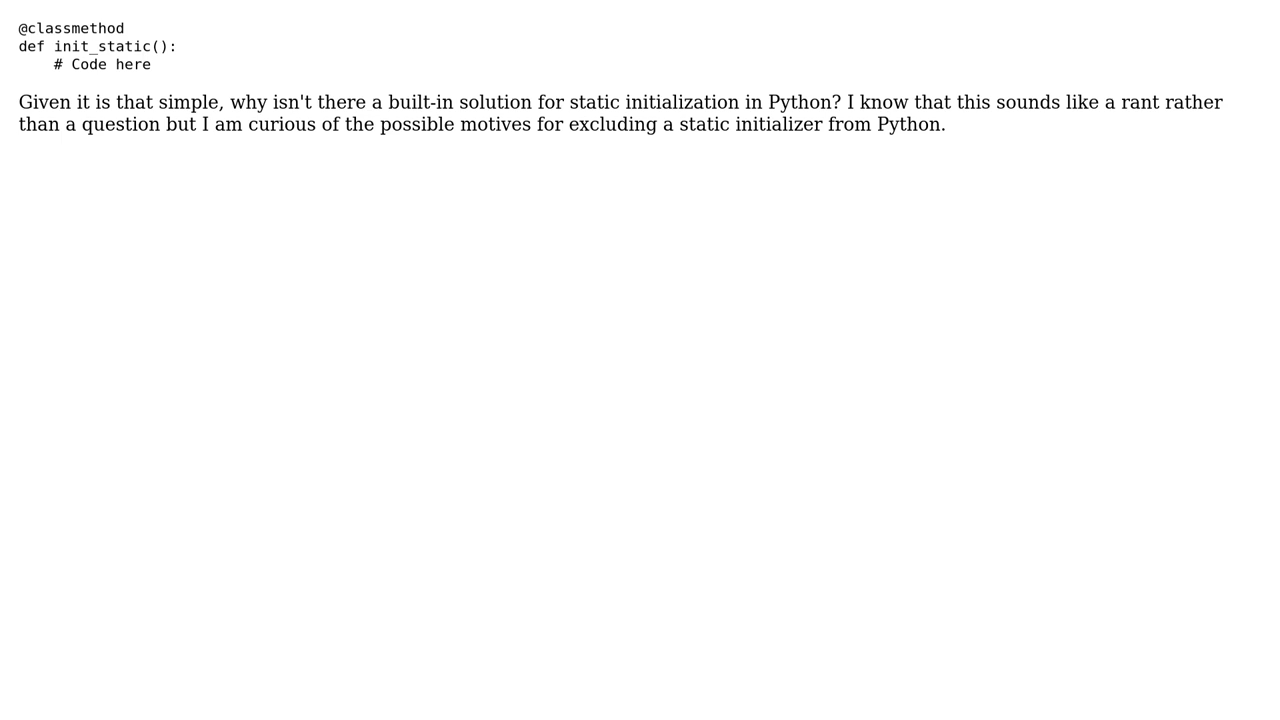 @classmethod
def init_static():
    # Code here
Given it is that simple, why isn't there a built-in solution for static initialization in Python? I know that this sounds like a rant rather
than a question but I am curious of the possible motives for excluding a static initializer from Python.